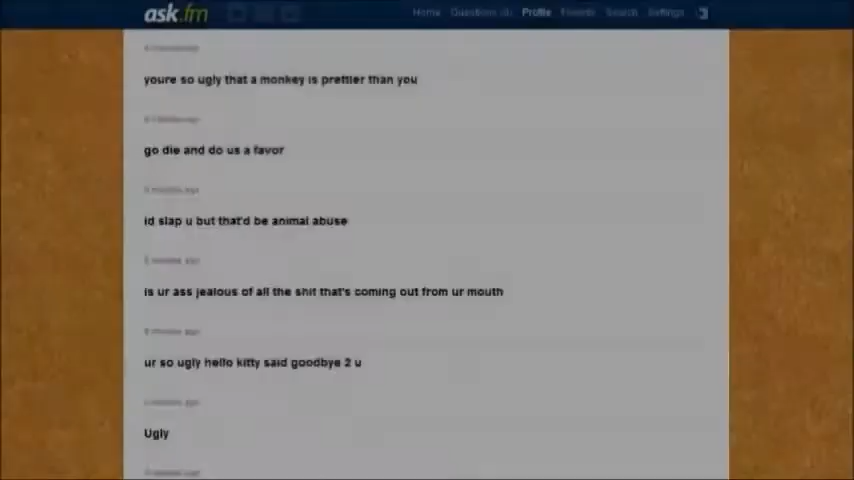 ask.fm
Home Questions Profile Friends Search Settings
youre so ugly that a monkey is prettier than you
go die and do us a favor
id slap u but that'd be animal abuse
is ur ass jealous of all the shit that's coming out from ur mouth
ur so ugly hello kitty said goodbye 2 u
Ugly